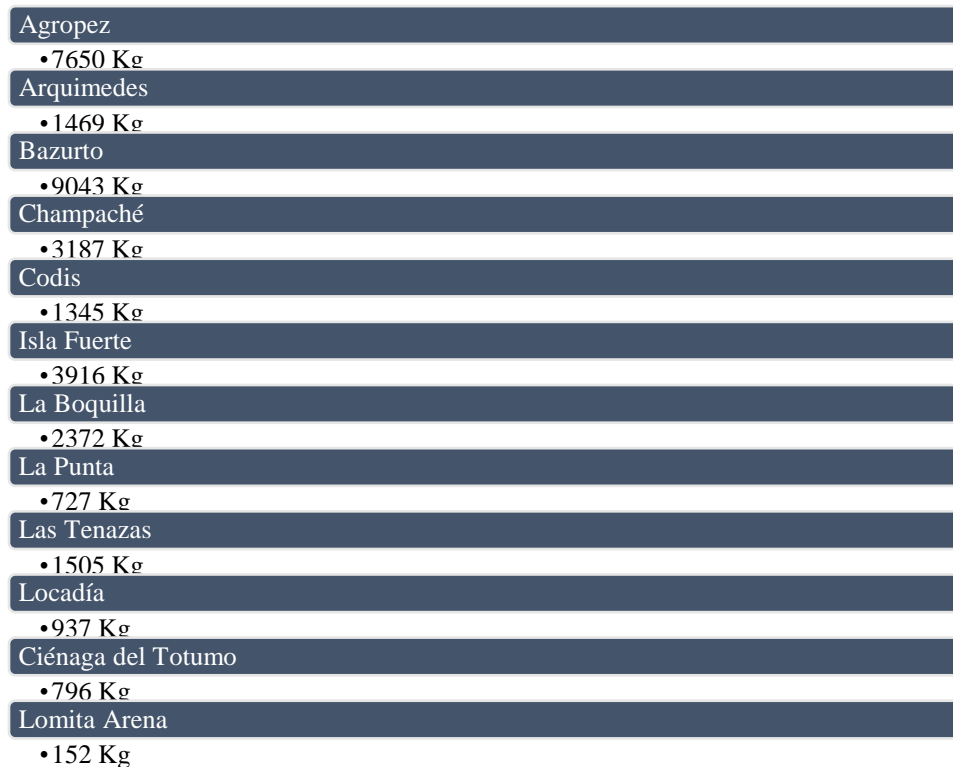 Agropez
•7650 Kg
Arquimedes
•1469 Kg
Bazurto
•9043 Kg
Champaché
•3187 Kg
Codis
•1345 Kg
Isla Fuerte
•3916 Kg
La Boquilla
•2372 Kg
La Punta
•727 Kg
Las Tenazas
•1505 Kg
Locadía
•937 Kg
Ciénaga del Totumo
•796 Kg
Lomita Arena
•152 Kg